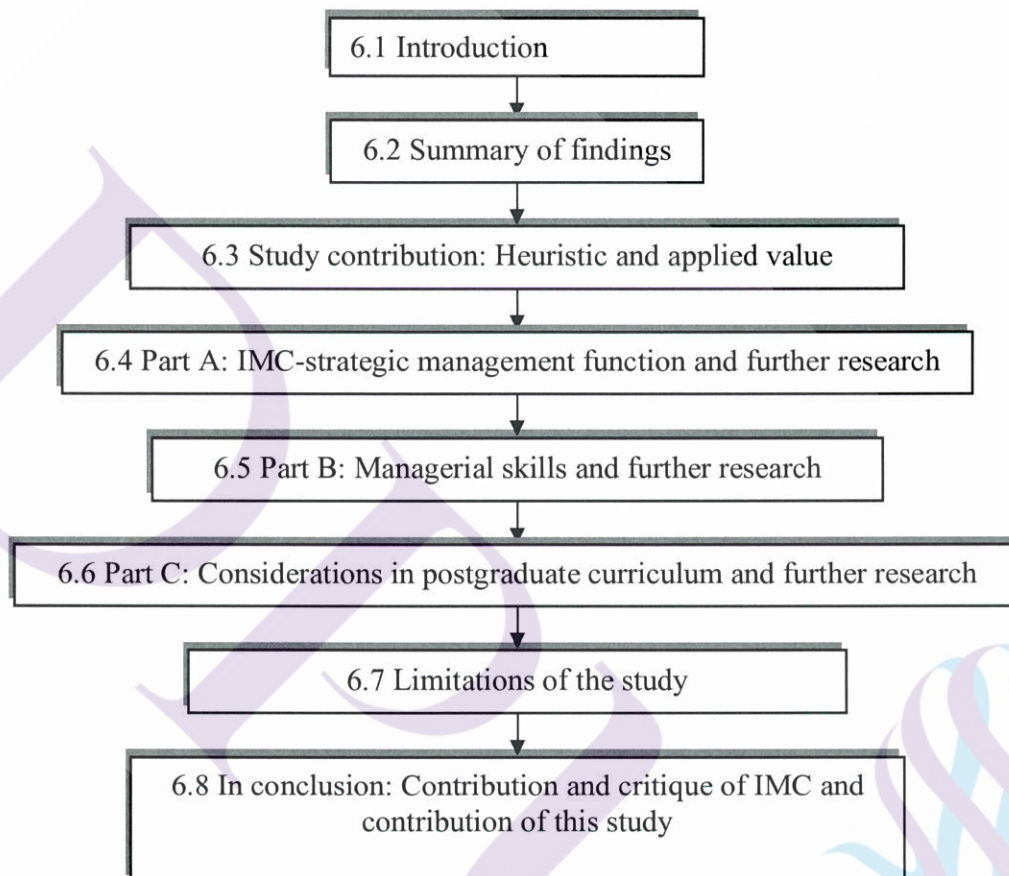 6.1 Introduction
6.2 Summary of findings
6.3 Study contribution: Heuristic and applied value
6.4 Part A: IMC-strategic management function and further research
6.5 Part B: Managerial skills and further research
6.6 Part C: Considerations in postgraduate curriculum and further research
6.7 Limitations of the study
6.8 In conclusion: Contribution and critique of IMC and
contribution of this study